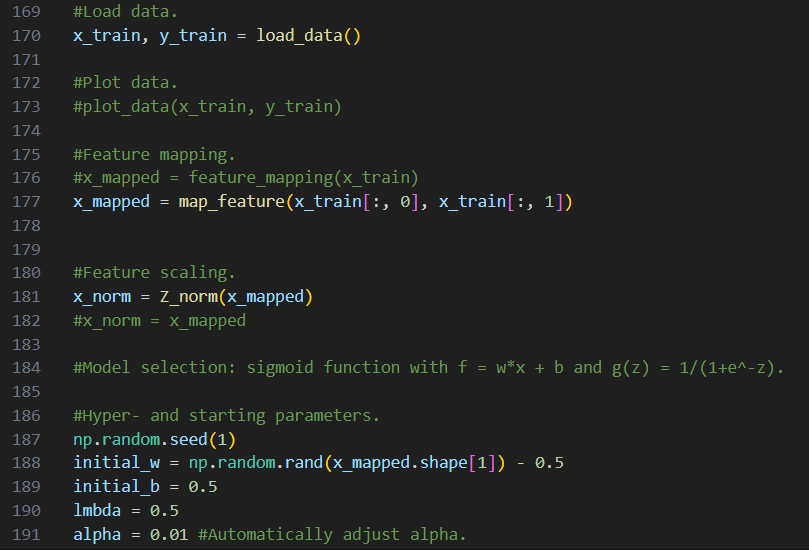 169 #Load data.
170 x_train, y_train = load_data()
171
172 #Plot data.
173 #plot_data(x_train, y_train)
174
175 #Feature mapping.
176 #x_mapped = feature_mapping(x_train)
177 x_mapped = map_feature(x_train[:, 0], x_train[:, 1])
178
179
180 #Feature scaling.
181 x_norm = Z_norm(x_mapped)
182 #x_norm = x_mapped
183
184 #Model selection: sigmoid function with f = w*x + b and g(z) = 1/(1+e^-z).
185
186 #Hyper- and starting parameters.
187 np.random.seed(1)
188 initial_w = np.random.rand(x_mapped.shape[1]) - 0.5
189 initial_b = 0.5
190 lmbda = 0.5
191 alpha = 0.01 #Automatically adjust alpha.